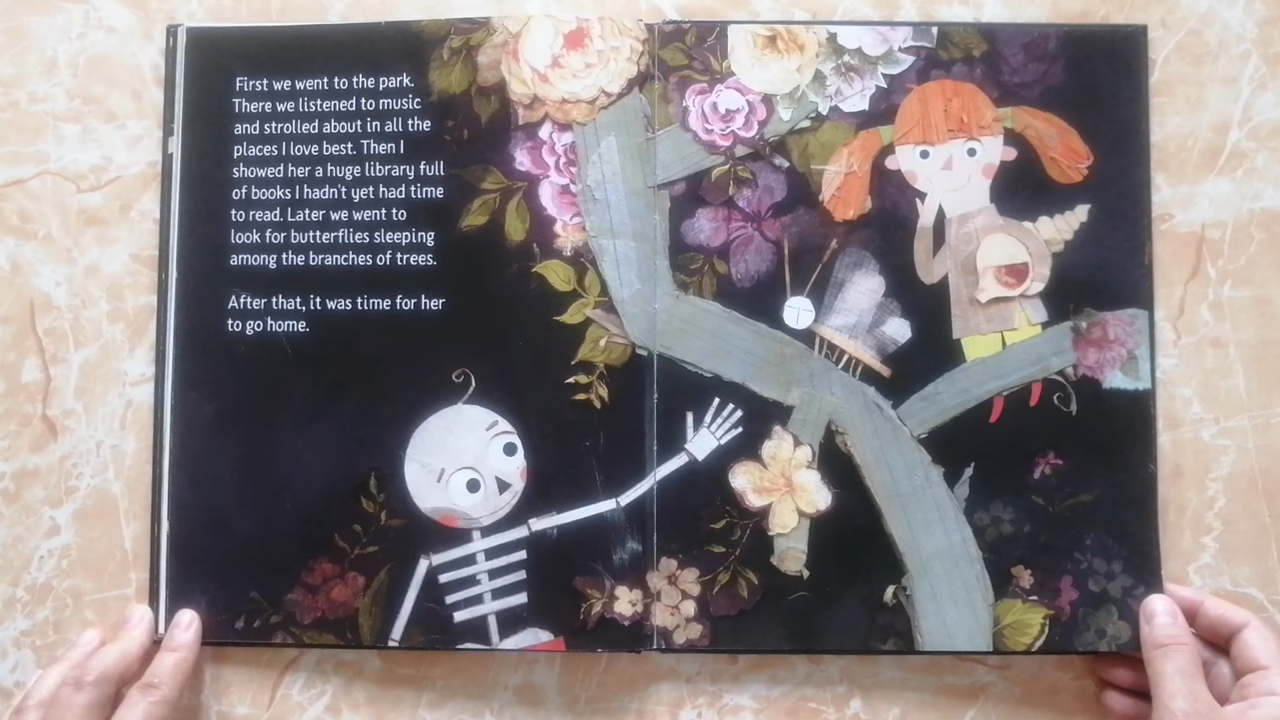 First we went to the park.
There we listened to music
and strolled about in all the
places I love best. Then I
showed her a huge library full
of books I hadn't yet had time
to read. Later we went to
look for butterflies sleeping
among the branches of trees.
After that, it was time for her
to go home.